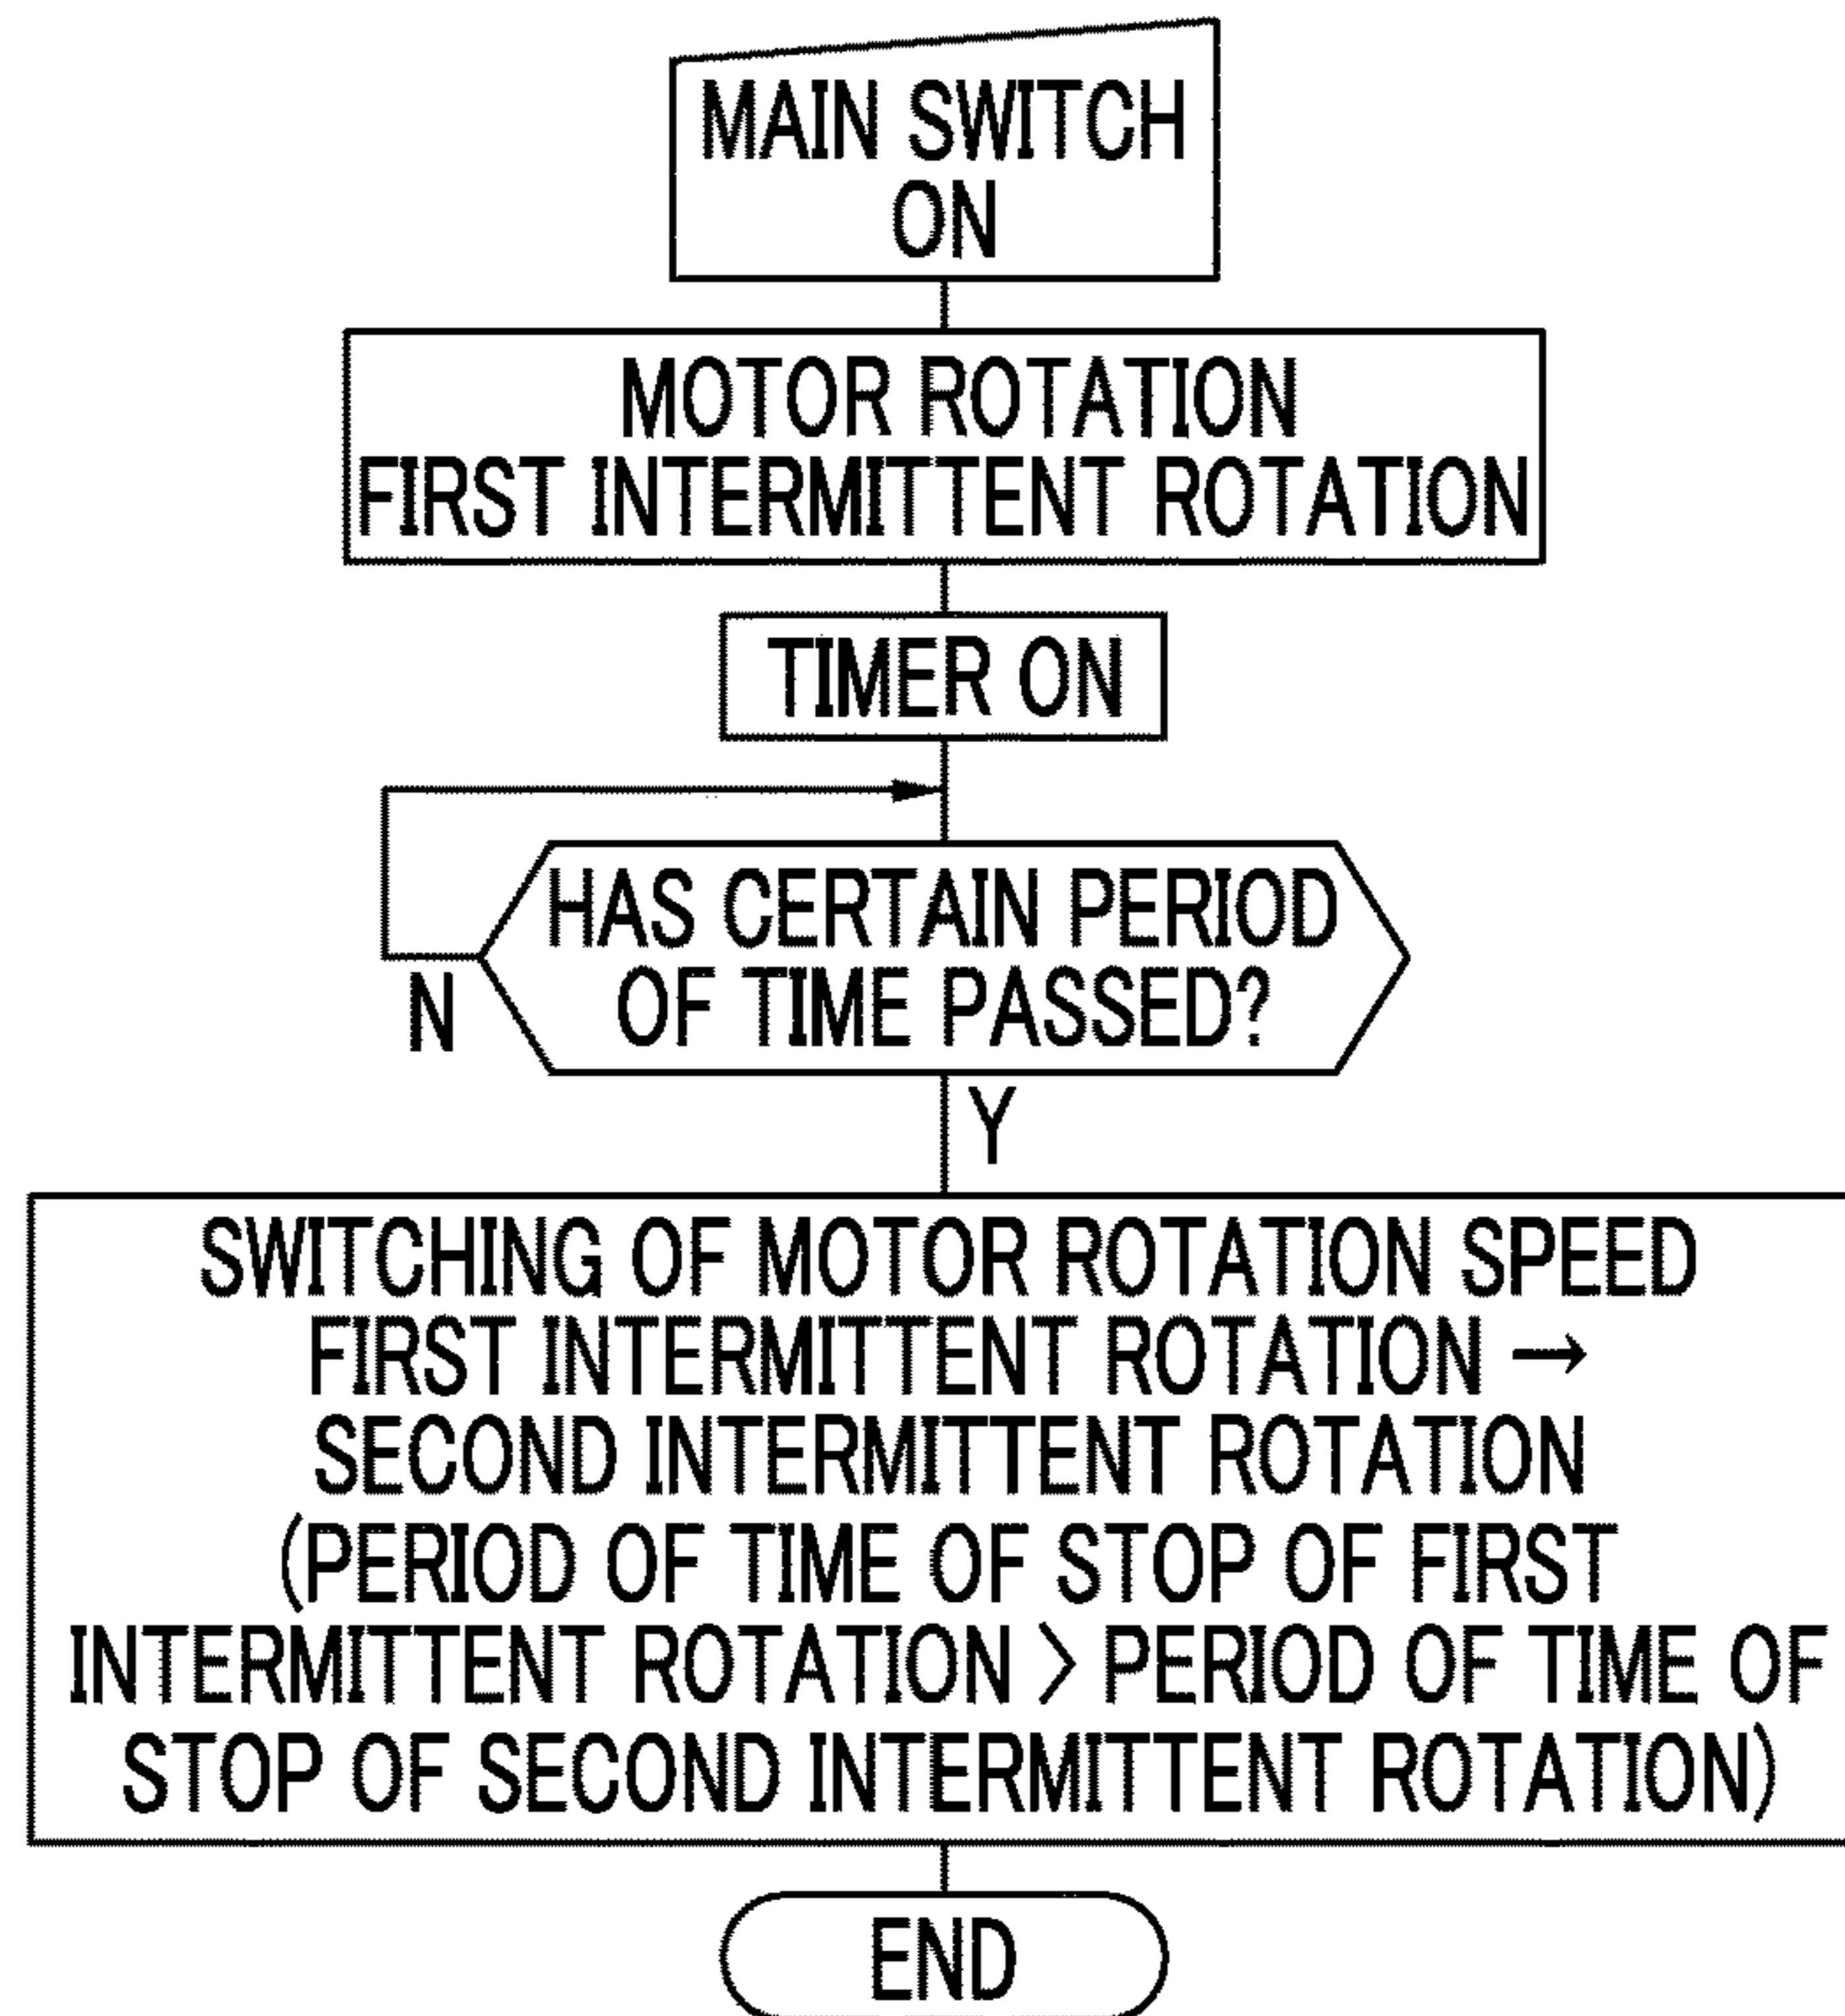 MAIN SWITCH
ON
MOTOR ROTATION
FIRST INTERMITTENT ROTATION
TIMER ON
HAS CERTAIN PERIOD
OF TIME PASSED?
N
Y
SWITCHING OF MOTOR ROTATION SPEED
FIRST INTERMITTENT ROTATION →
SECOND INTERMITTENT ROTATION
(PERIOD OF TIME OF STOP OF FIRST
INTERMITTENT ROTATION > PERIOD OF TIME OF
STOP OF SECOND INTERMITTENT ROTATION)
END